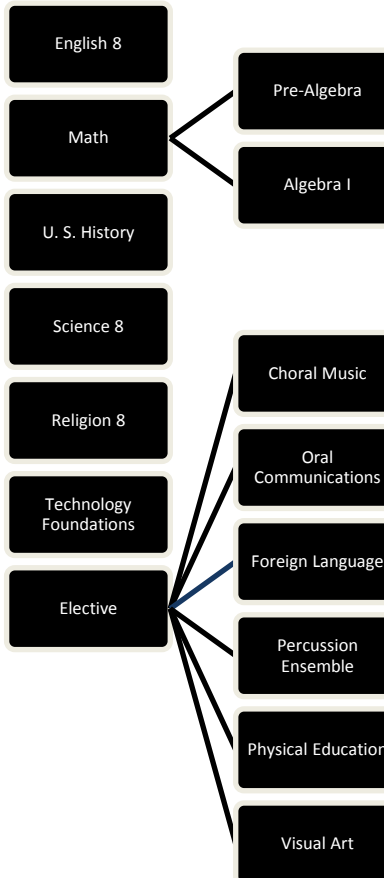 English 8
Math
Pre-Algebra
Algebra I
U. S. History
Science 8
Religion 8
Technology
Foundations
Elective
Choral Music
Oral
Communications
Foreign Language
Percussion
Ensemble
Physical Education
Visual Art